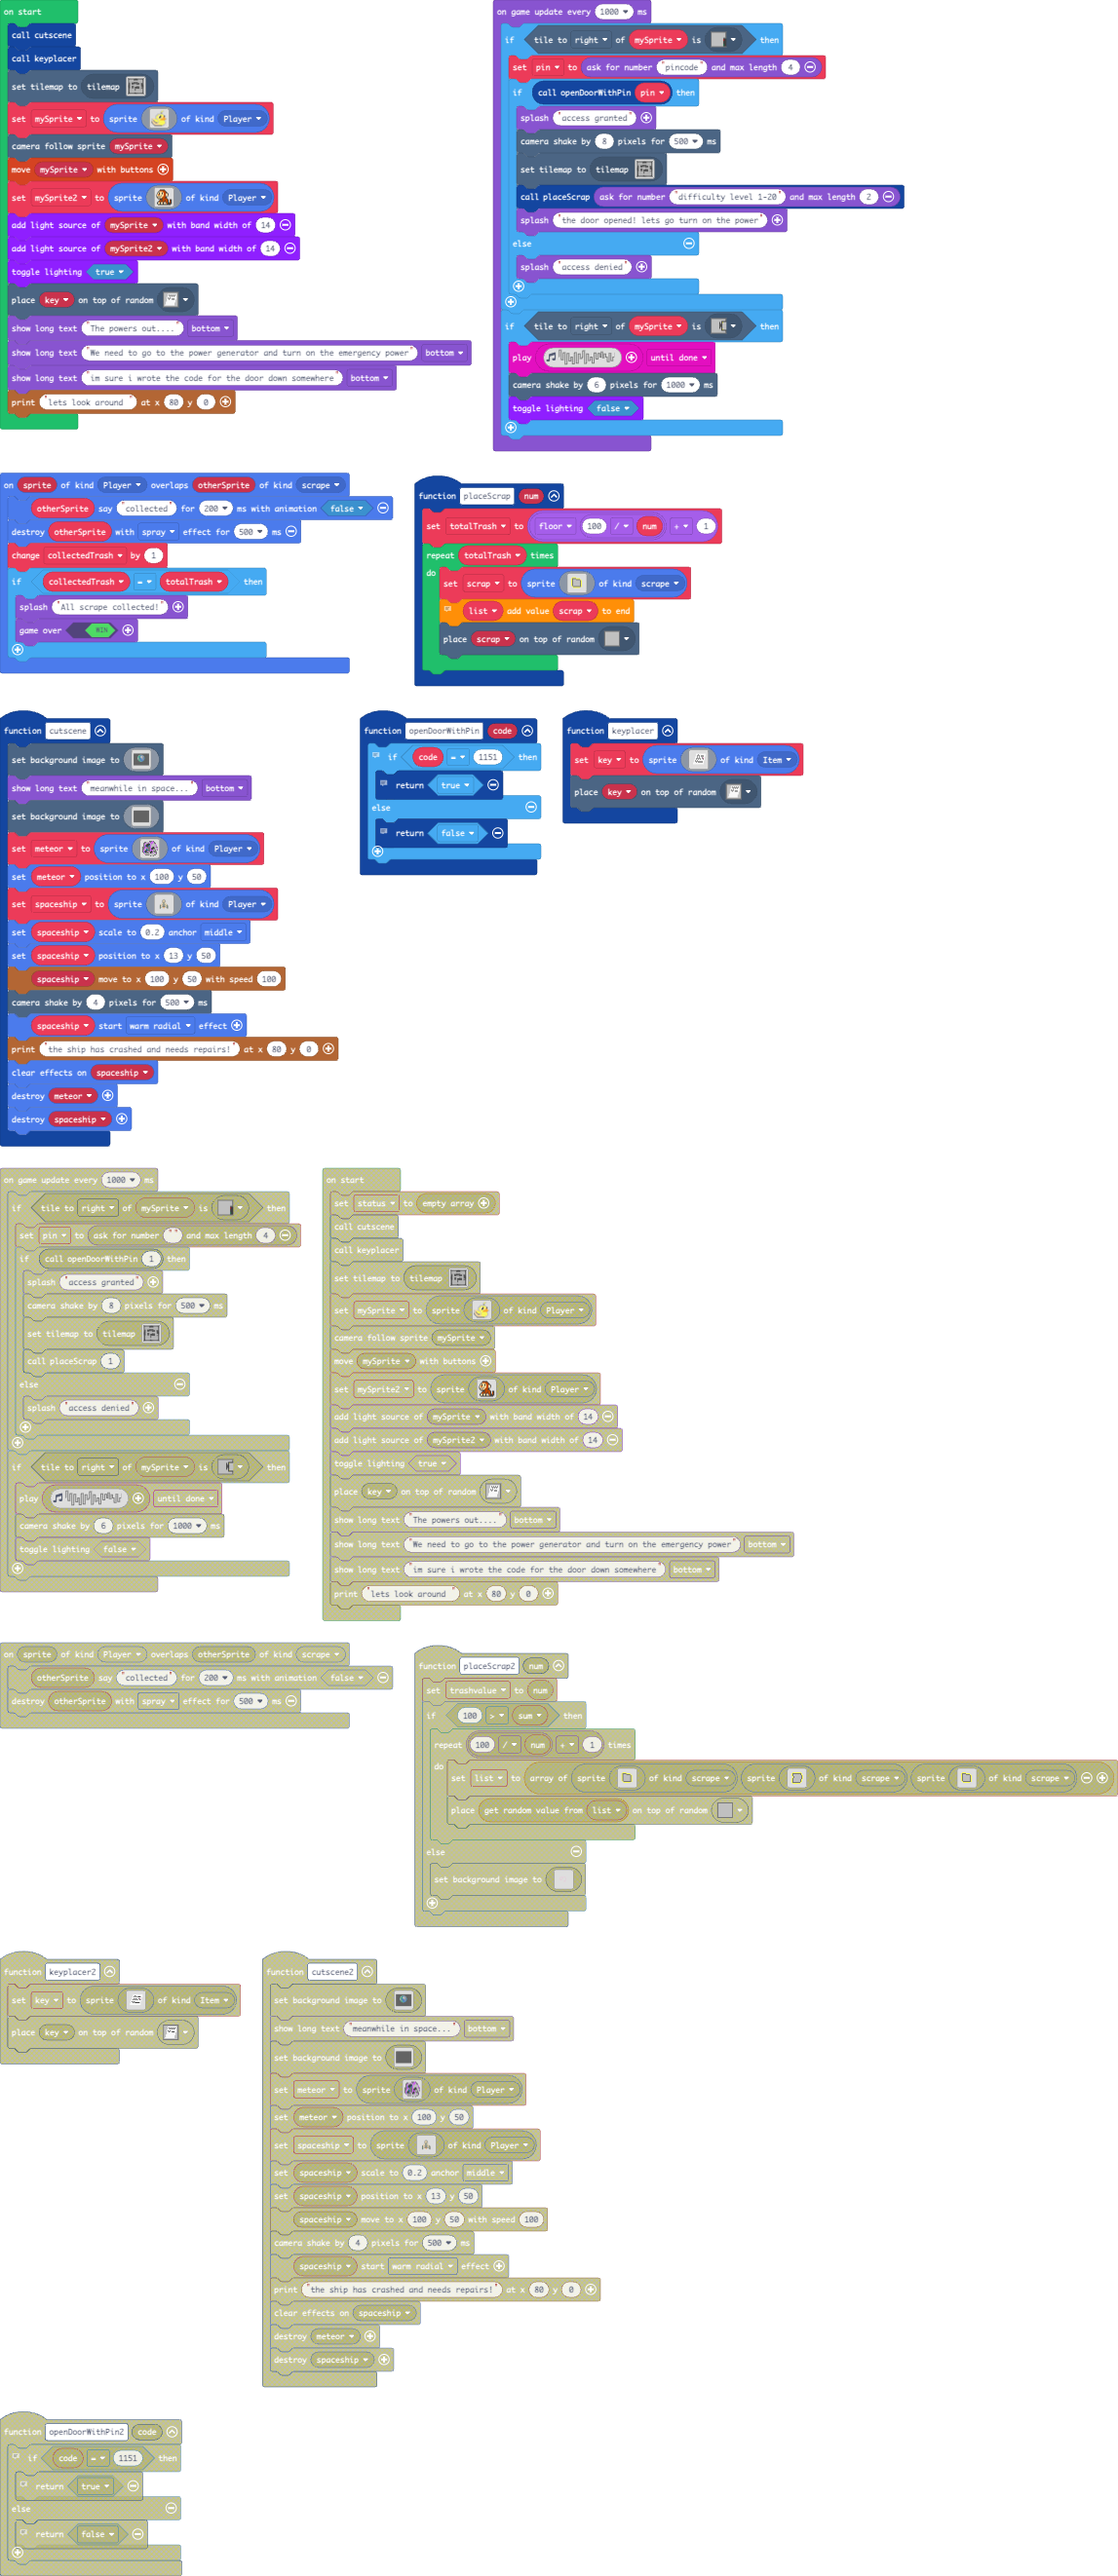 on start
call cutscene
call keyplacer
set tilemap to tilemap
set mySprite to sprite of kind Player
camera follow sprite mySprite
move mySprite with buttons
set mySprite2 to sprite of kind Player
add light source of mySprite with band width of 14
add light source of mySprite2 with band width of 14
toggle lighting true
place key on top of random
show long text "The powers out...." bottom
show long text "We need to go to the power generator and turn on the emergency power" bottom
show long text "im sure i wrote the code for the door down somewhere" bottom
print "lets look around " at x 80 y 0
on game update every 1000 ms
if tile to right of mySprite is then
set pin to ask for number "pincode" and max length 4
if call openDoorWithPin pin then
splash "access granted"
camera shake by 8 pixels for 500 ms
set tilemap to tilemap
call placeScrap ask for number "difficulty level 1-20" and max length 2
splash "the door opened! lets go turn on the power"
else
splash "access denied"
if tile to right of mySprite is then
play until done
camera shake by 6 pixels for 1000 ms
toggle lighting false
on sprite of kind Player overlaps otherSprite of kind scrape
otherSprite say "collected" for 200 ms with animation false
destroy otherSprite with spray effect for 500 ms
change collectedTrash by 1
if collectedTrash = totalTrash then
splash "All scrape collected!"
game over WIN
function placeScrap num
set totalTrash to floor 100 / num + 1
repeat totalTrash times
do set scrap to sprite of kind scrape
list add value scrap to end
place scrap on top of random
function cutscene
set background image to
show long text "meanwhile in space..." bottom
set background image to
set meteor to sprite of kind Player
set meteor position to x 100 y 50
set spaceship to sprite of kind Player
set spaceship scale to 0.2 anchor middle
set spaceship position to x 13 y 50
spaceship move to x 100 y 50 with speed 100
camera shake by 4 pixels for 500 ms
spaceship start warm radial effect
print "the ship has crashed and needs repairs!" at x 80 y 0
clear effects on spaceship
destroy meteor
destroy spaceship
function openDoorWithPin code
if code = 1151 then
return true
else
return false
function keyplacer
set key to sprite of kind Item
place key on top of random
on game update every 1000 ms
if tile to right of mySprite is then
set pin to ask for number " " and max length 4
if call openDoorWithPin 1 then
splash "access granted"
camera shake by 8 pixels for 500 ms
set tilemap to tilemap
call placeScrap 1
else
splash "access denied"
if tile to right of mySprite is then
play until done
camera shake by 6 pixels for 1000 ms
toggle lighting false
on start
set status to empty array
call cutscene
call keyplacer
set tilemap to tilemap
set mySprite to sprite of kind Player
camera follow sprite mySprite
move mySprite with buttons
set mySprite2 to sprite of kind Player
add light source of mySprite with band width of 14
add light source of mySprite2 with band width of 14
toggle lighting true
place key on top of random
show long text "The powers out...." bottom
show long text "We need to go to the power generator and turn on the emergency power" bottom
show long text "im sure i wrote the code for the door down somewhere" bottom
print "lets look around " at x 80 y 0
on sprite of kind Player overlaps otherSprite of kind scrape
otherSprite say "collected" for 200 ms with animation false
destroy otherSprite with spray effect for 500 ms
function placeScrap2 num
set trashvalue to num
if 100 > sum then
repeat 100 / num + 1 times
do set list to array of sprite of kind scrape sprite of kind scrape sprite of kind scrape
place get random value from list on top of random
else
set background image to
function keyplacer2
set key to sprite of kind Item
place key on top of random
function cutscene2
set background image to
show long text "meanwhile in space..." bottom
set background image to
set meteor to sprite of kind Player
set meteor position to x 100 y 50
set spaceship to sprite of kind Player
set spaceship scale to 0.2 anchor middle
set spaceship position to x 13 y 50
spaceship move to x 100 y 50 with speed 100
camera shake by 4 pixels for 500 ms
spaceship start warm radial effect
print "the ship has crashed and needs repairs!" at x 80 y 0
clear effects on spaceship
destroy meteor
destroy spaceship
function openDoorWithPin2 code
if code = 1151 then
return true
else
return false